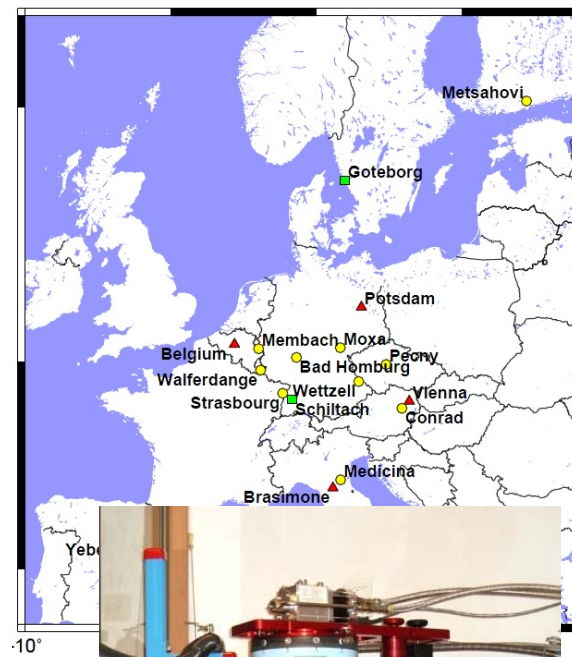 Metsahovi
Goteborg
Potsdam
Membach
Moxa
Belgium
Bad Homburg
Pecny
Walferdange
Wettzell
Vienna
Strasbourg
Schiltach
Conrad
Medicina
Brasimone
-10°